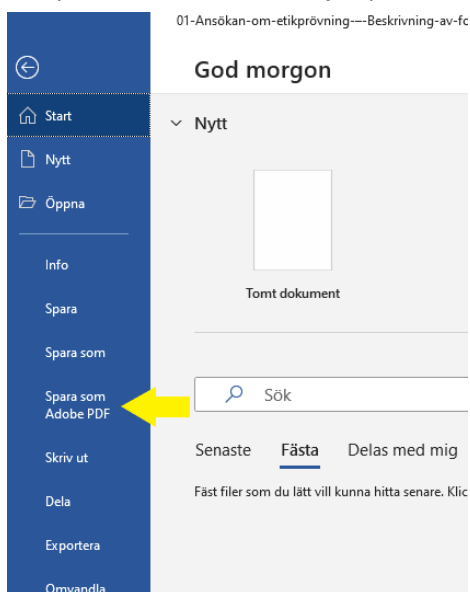 01-Ansökan-om-etikprövning----Beskrivning-av-fo
God morgon
Start
Nytt
Nytt
Öppna
Tomt dokument
Info
Spara
Spara som
Spara som
Adobe PDF
Sök
Skriv ut
Senaste Fästa Delas med mig
Fäst filer som du lätt vill kunna hitta senare. Klic
Dela
Exportera
Omvandla